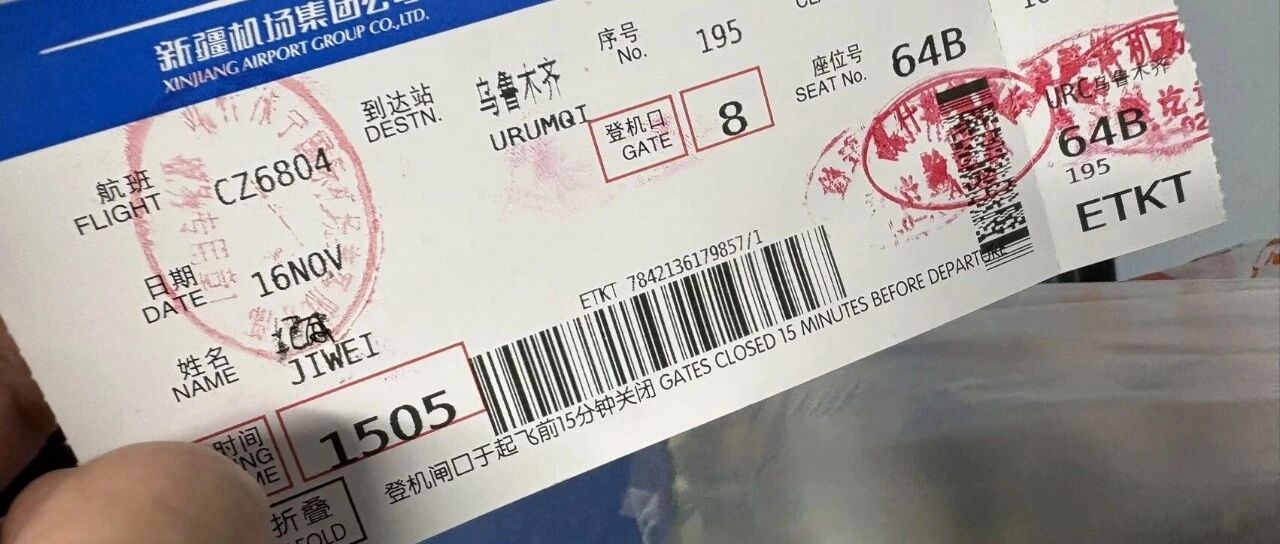 新疆机场集团公
XINJIANG AIRPORT GROUP CO.,LTD.
航班
FLIGHT
CZ6804
到达站
DESTN.
乌鲁木齐
URUMQI
序号
No.
195
座位号
SEAT No.
64B
登机口
GATE
8
日期
DATE
16NOV
姓名
NAME
JIWEI
时间
1505
ETKT 7842136179857/1
登机闸口于起飞前15分钟关闭 GATES CLOSED 15 MINUTES BEFORE DEPARTURE
折叠
URC乌鲁木齐
64B
195
ETKT